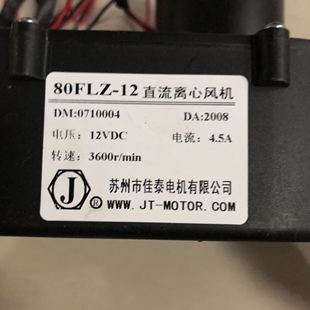 80FLZ-12 直流离心风机
DM:0710004 DA:2008
电压: 12VDC 电流: 4.5A
转速: 3600r/min
J ® 苏州市佳泰电机有限公司
WWW. JT-MOTOR. COM